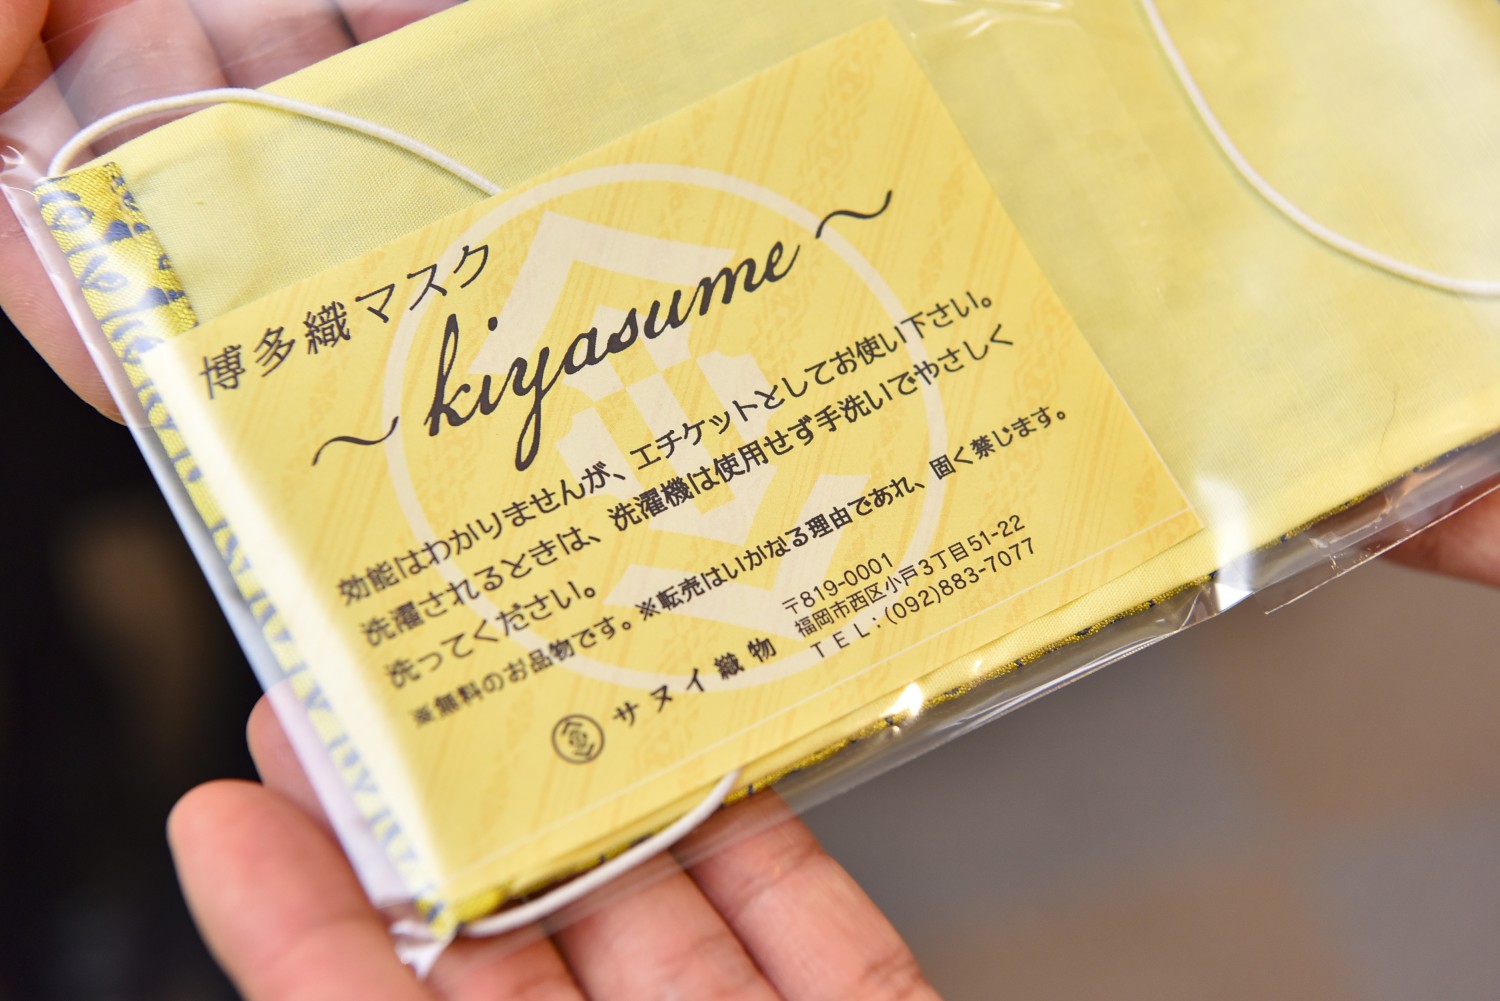 博多織マスク
～kiyasume～
効能はわかりませんが、エチケットとしてお使い下さい。
洗濯されるときは、洗濯機は使用せず手洗いでやさしく
洗ってください。
※無料のお品物です。※転売はいかなる理由であれ、固く禁じます。
サヌイ織物
〒819-0001
福岡市西区小戸3丁目51-22
TEL:(092)883-7077